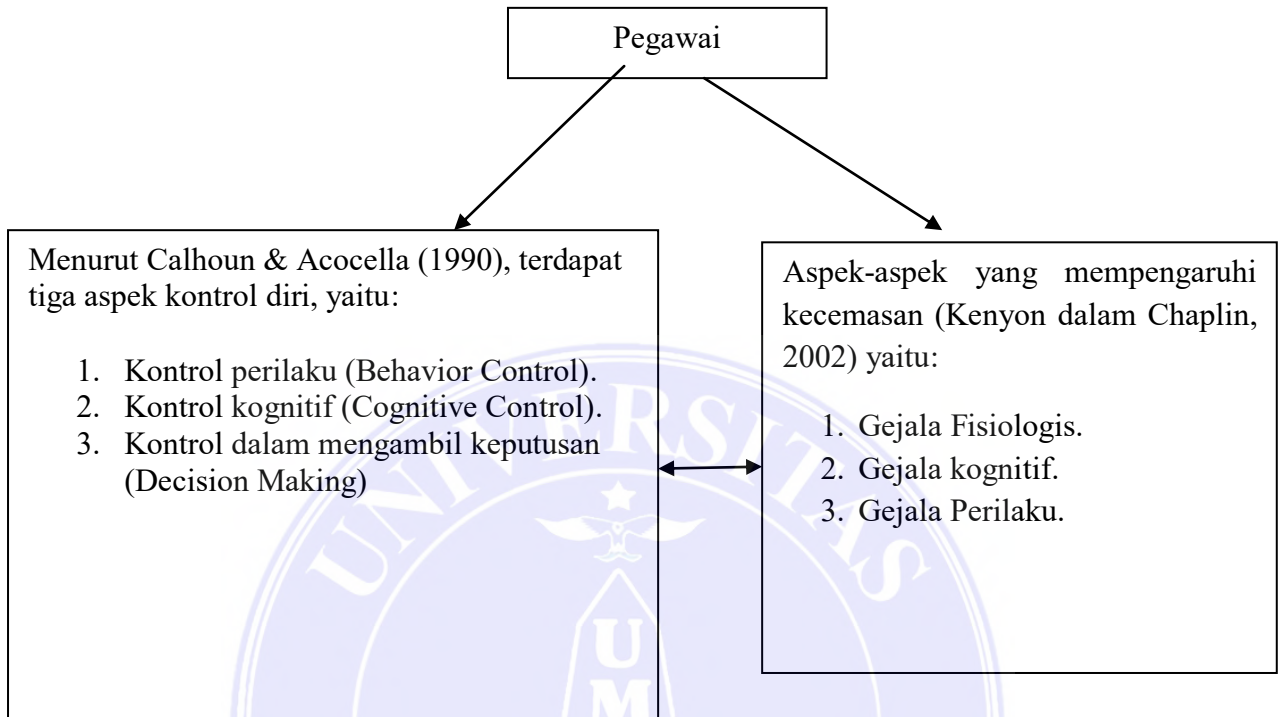 Pegawai
Menurut Calhoun & Acocella (1990), terdapat
tiga aspek kontrol diri, yaitu:
1. Kontrol perilaku (Behavior Control).
2. Kontrol kognitif (Cognitive Control).
3. Kontrol dalam mengambil keputusan
(Decision Making)
Aspek-aspek yang mempengaruhi
kecemasan (Kenyon dalam Chaplin,
2002) yaitu:
1. Gejala Fisiologis.
2. Gejala kognitif.
3. Gejala Perilaku.
UNIVERSITAS
U
M